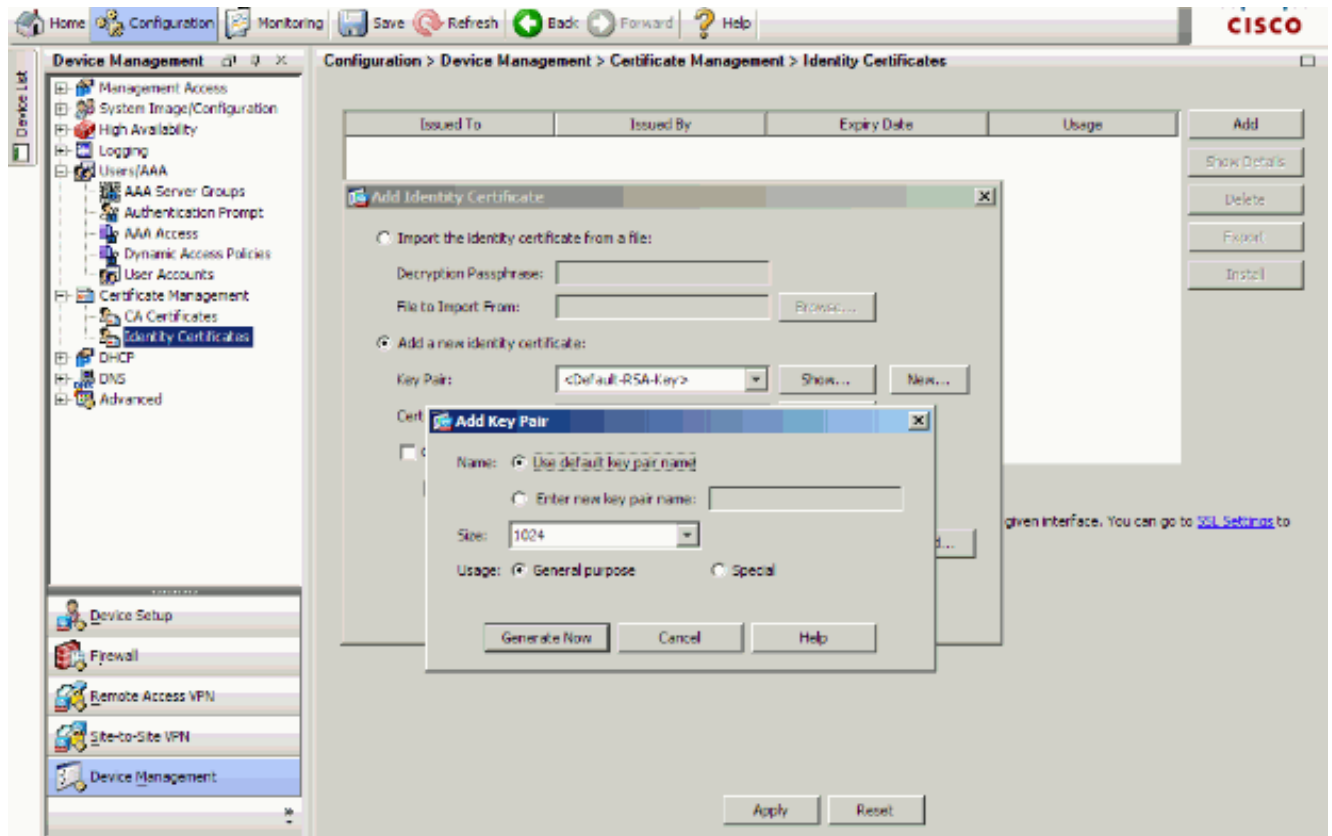 Home Configuration Monitoring Save Refresh Back Forward Help
CISCO
Device List
Device Management
Management Access
System Image/Configuration
High Availability
Logging
Users/AAA
AAA Server Groups
Authentication Prompt
AAA Access
Dynamic Access Policies
User Accounts
Certificate Management
CA Certificates
Identity Certificates
DHCP
DNS
Advanced
Device Setup
Firewall
Remote Access VPN
Site-to-Site VPN
Device Management
Configuration > Device Management > Certificate Management > Identity Certificates
Issued To Issued By Expiry Date Usage
Add
Show Details
Delete
Export
Install
Add Identity Certificate
Import the identity certificate from a file:
Decryption Passphrase:
File to Import From: Browse...
Add a new identity certificate:
Key Pair: <Default-RSA-Key> Show... New...
Cert
Add Key Pair
Name: Use default key pair name
Enter new key pair name:
Size: 1024
Usage: General purpose Special
Generate Now Cancel Help
given interface. You can go to SSL Settings to
Apply Reset